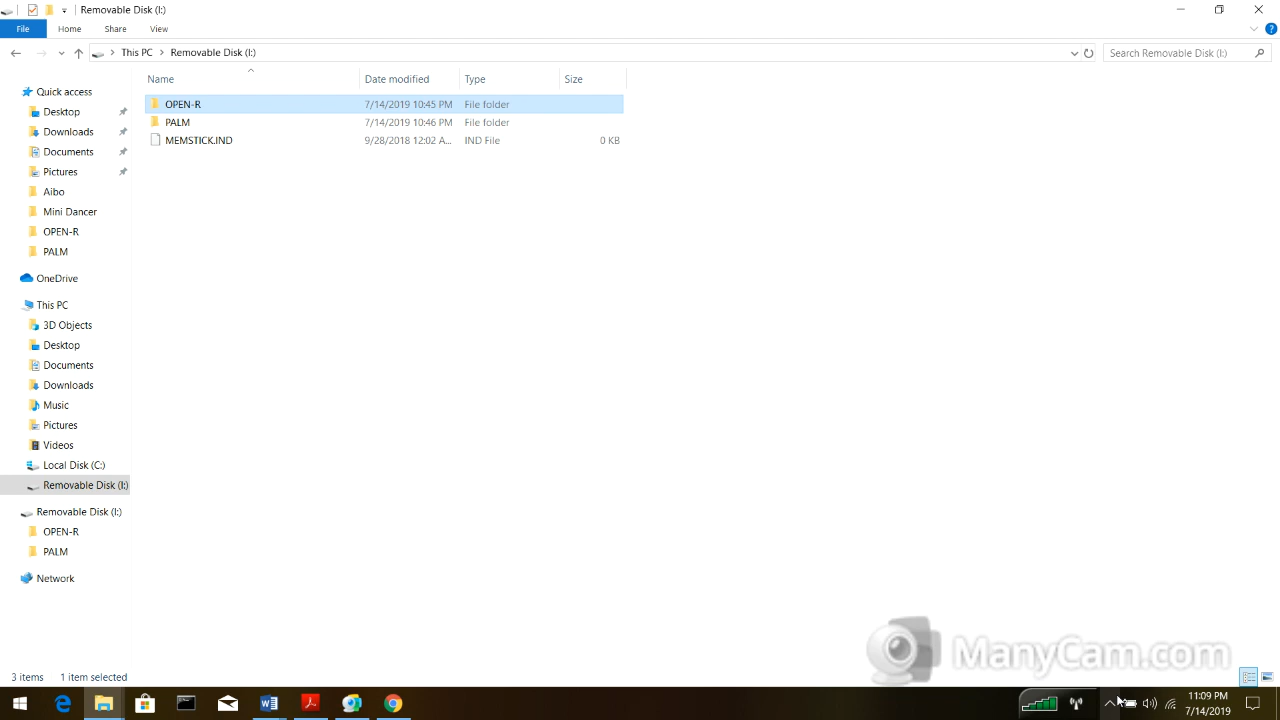 Removable Disk (I:)
File Home Share View
This PC Removable Disk (I:) Search Removable Disk (I:)
Name Date modified Type Size
OPEN-R 7/14/2019 10:45 PM File folder
PALM 7/14/2019 10:46 PM File folder
MEMSTICK.IND 9/28/2018 12:02 A... IND File 0 KB
Quick access
Desktop
Downloads
Documents
Pictures
Aibo
Mini Dancer
OPEN-R
PALM
OneDrive
This PC
3D Objects
Desktop
Documents
Downloads
Music
Pictures
Videos
Local Disk (C:)
Removable Disk (I:)
Removable Disk (I:)
OPEN-R
PALM
Network
ManyCam.com
3 items 1 item selected
11:09 PM
7/14/2019